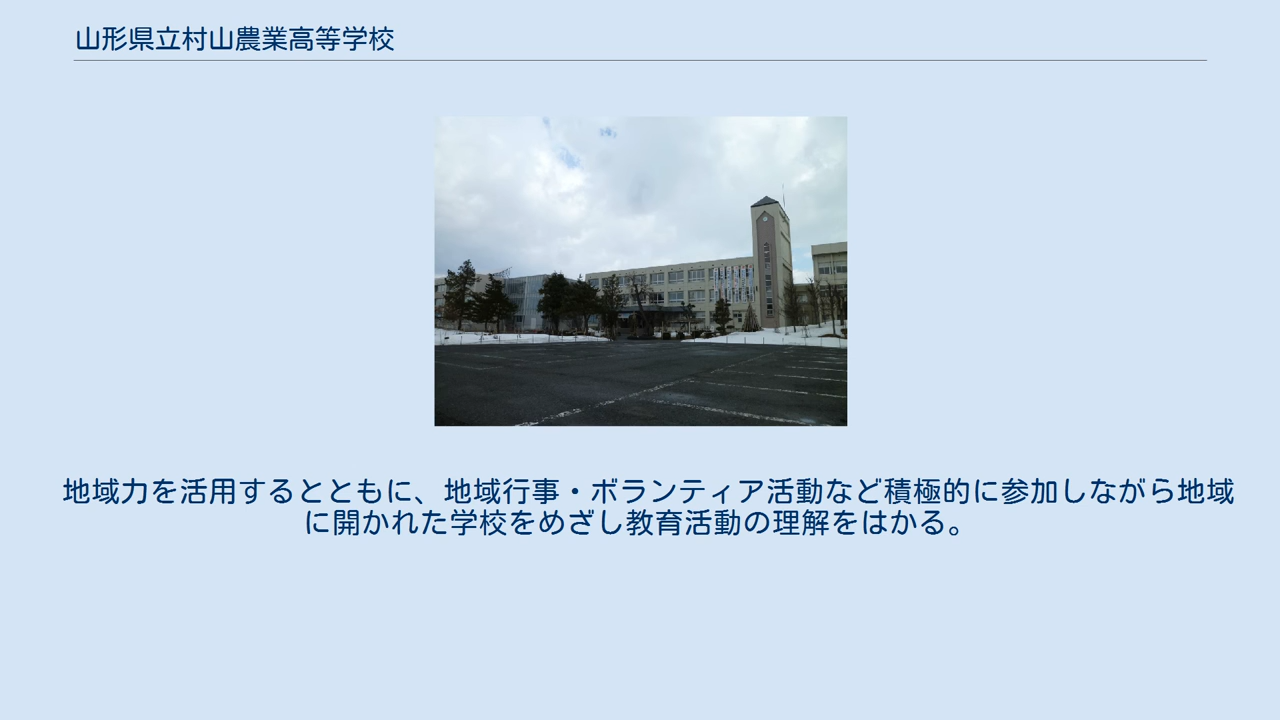 山形県立村山農業高等学校
地域力を活用するとともに、地域行事・ボランティア活動など積極的に参加しながら地域
に開かれた学校をめざし教育活動の理解をはかる。